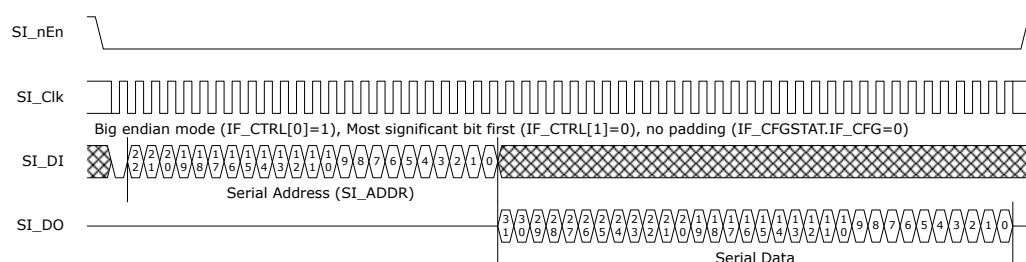 SI_nEn
SI_Clk
Big endian mode (IF_CTRL[0]=1), Most significant bit first (IF_CTRL[1]=0), no padding (IF_CFGSTAT.IF_CFG=0)
SI_DI 22 21 20 19 18 17 16 15 14 13 12 11 10 9 8 7 6 5 4 3 2 1 0
Serial Address (SI_ADDR)
SI_DO 31 30 29 28 27 26 25 24 23 22 21 20 19 18 17 16 15 14 13 12 11 10 9 8 7 6 5 4 3 2 1 0
Serial Data